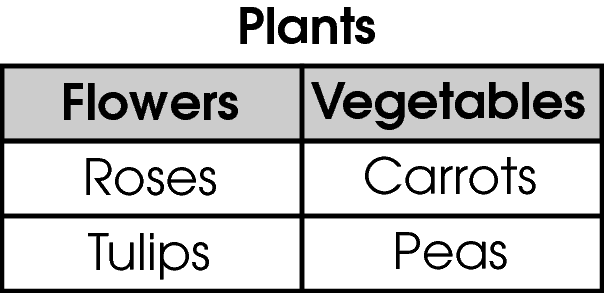 Plants
Flowers Vegetables
Roses Carrots
Tulips Peas